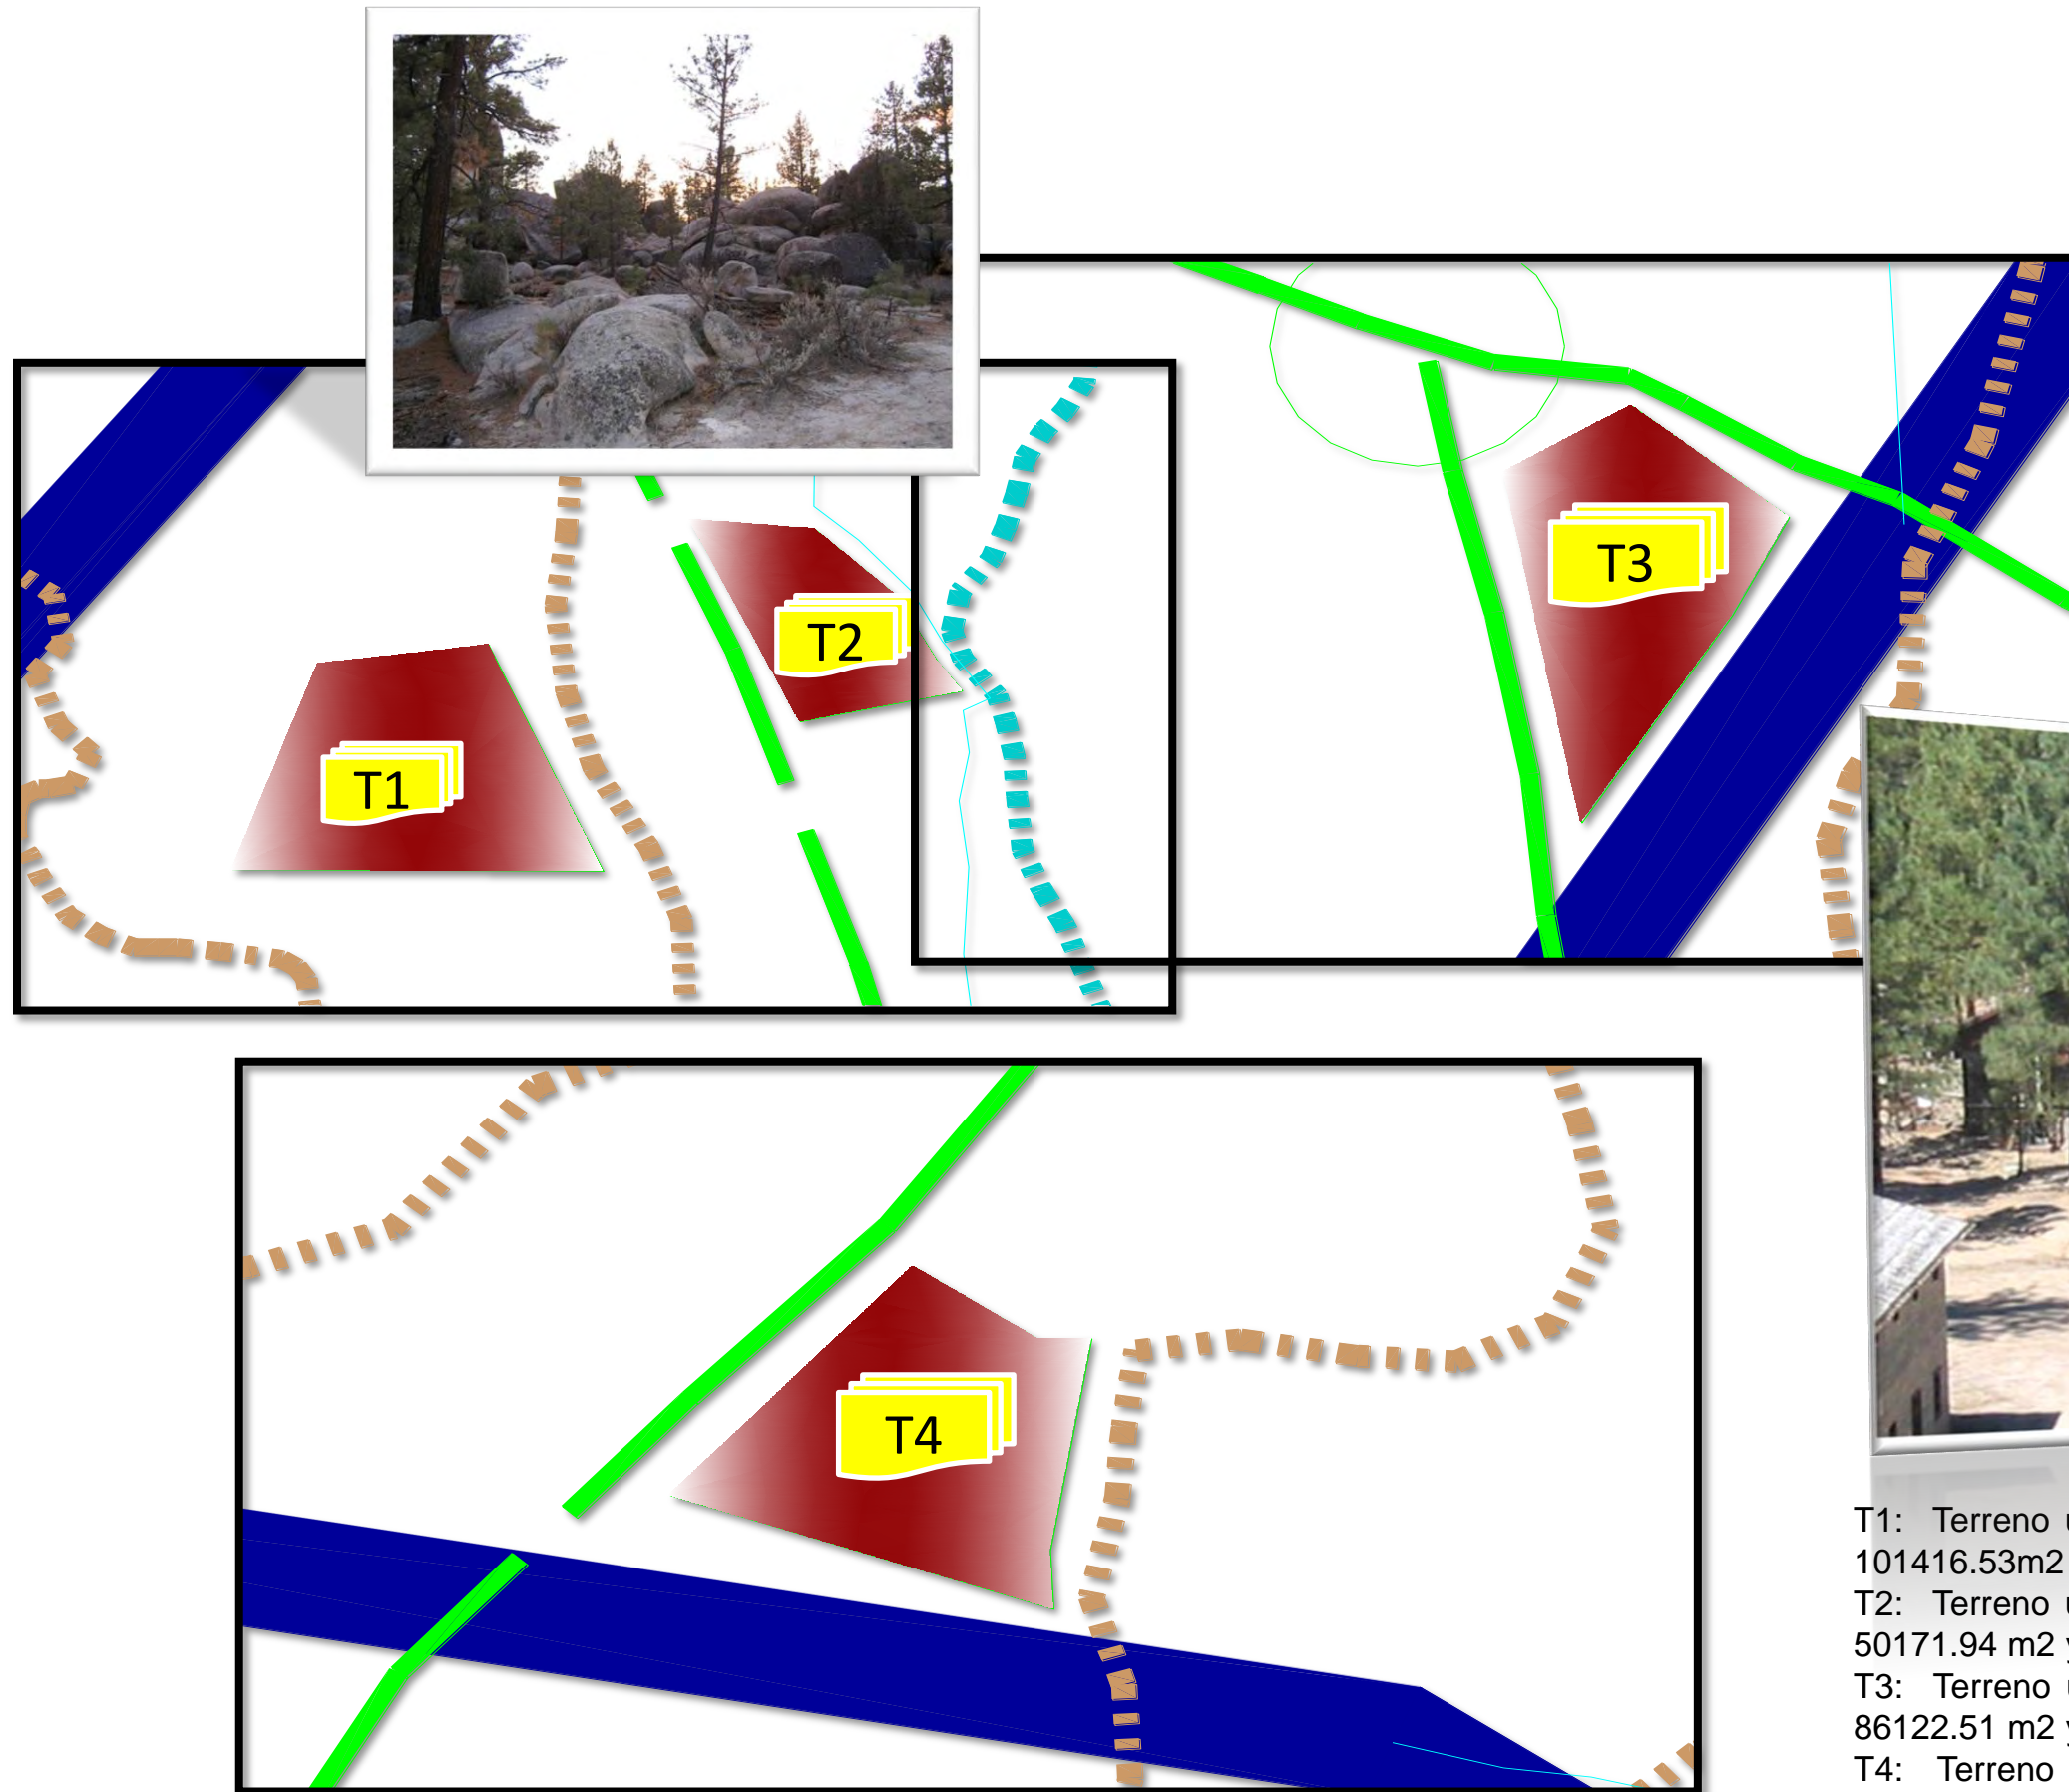 T2
T3
T1
T4
T1: Terreno
101416.53m2
T2: Terreno
50171.94 m2
T3: Terreno
86122.51 m2
T4: Terreno